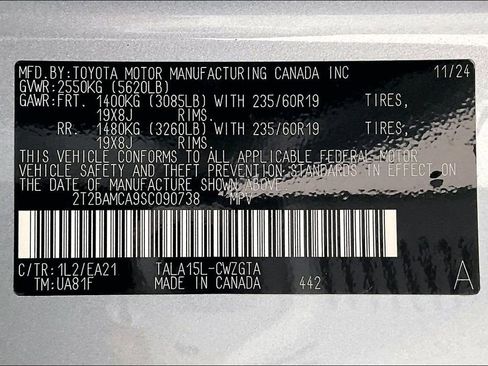 MFD.BY:TOYOTA MOTOR MANUFACTURING CANADA INC 11/24
GVWR:2550KG (5620LB)
GAWR:FRT. 1400KG (3085LB) WITH 235/60R19 TIRES,
19X8J RIMS.
RR. 1480KG (3260LB) WITH 235/60R19 TIRES,
19X8J RIMS.
THIS VEHICLE CONFORMS TO ALL APPLICABLE FEDERAL MOTOR
VEHICLE SAFETY AND THEFT PREVENTION STANDARDS IN EFFECT ON
THE DATE OF MANUFACTURE SHOWN ABOVE.
2T2BAMCA9SC090738 MPV
C/TR:1L2/EA21 TALA15L-CWZGTA A
TM:UA81F MADE IN CANADA 442